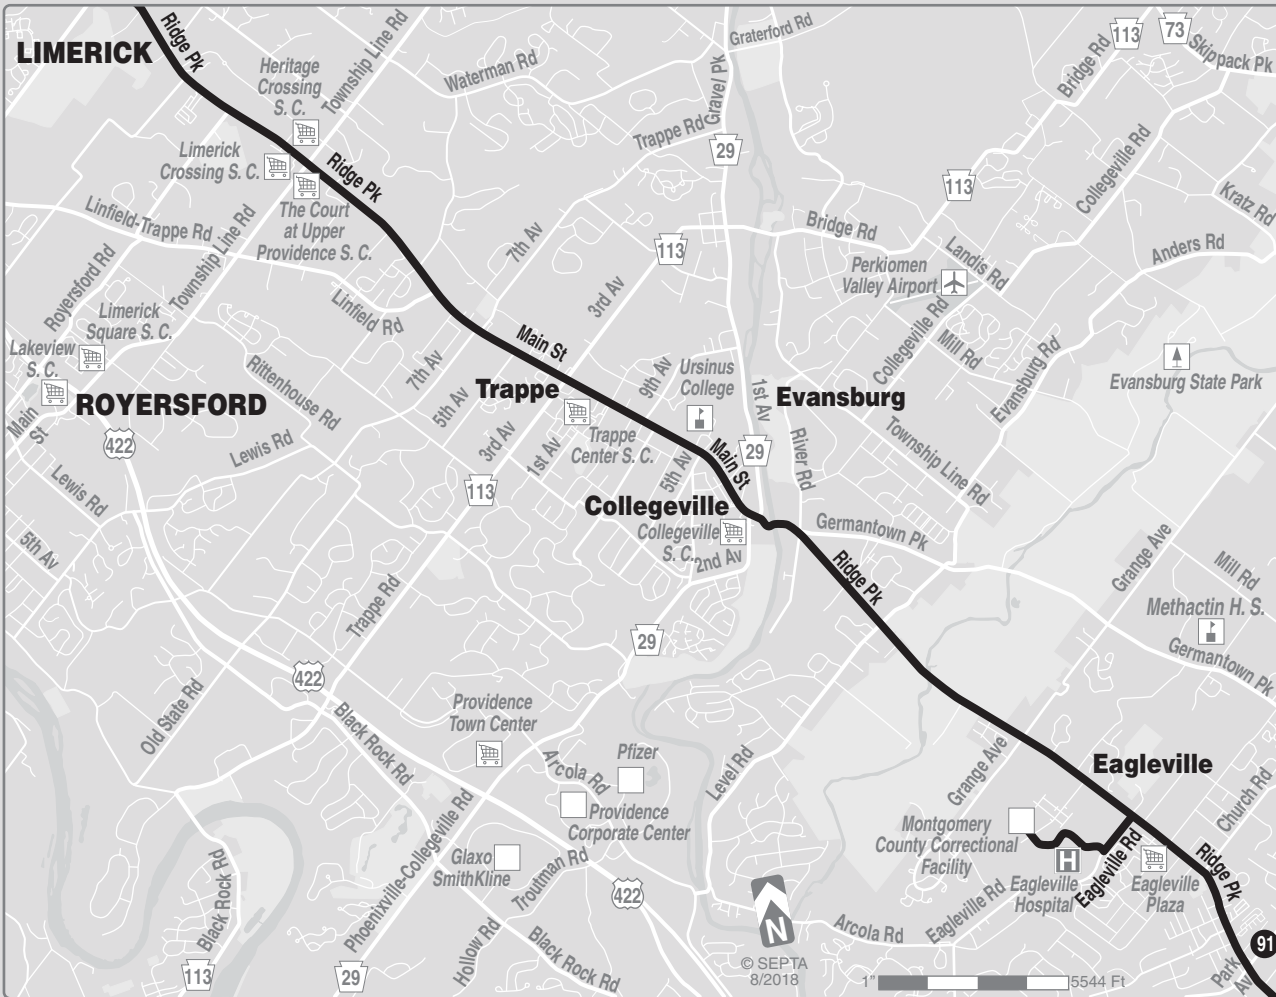 LIMERICK
Ridge Pk
Heritage
Crossing
S. C.
Township Line Rd
Waterman Rd
Gravel Pk
Graterford Rd
113
73
Skippack Pk
Bridge Rd
Trappe Rd
29
Limerick
Crossing S. C.
Ridge Pk
The Court
at Upper
Providence S. C.
Linfield-Trappe Rd
Township Line Rd
Royersford Rd
113
Collegeville Rd
Kratz Rd
7th Av
113
Bridge Rd
Landis Rd
Anders Rd
Perkiomen
Valley Airport
3rd Av
Linfield Rd
Limerick
Square S. C.
Lakeview
S. C.
Main St
Collegeville Rd
Mill Rd
Evansburg Rd
Evansburg State Park
7th Av
Rittenhouse Rd
ROYERSFORD
Main
St
422
5th Av
Trappe
9th Av
Ursinus
College
1st Av
Evansburg
Lewis Rd
3rd Av
1st Av
Trappe
Center S. C.
5th Av
Main St
29
River Rd
Township Line Rd
Lewis Rd
113
Collegeville
Collegeville
S. C.
2nd Av
Germantown Pk
5th Av
Ridge Pk
Grange Ave
Mill Rd
Methactin H. S.
Germantown Pk
Trappe Rd
29
422
Old State Rd
Black Rock Rd
Providence
Town Center
Arcola Rd
Pfizer
Providence
Corporate Center
Level Rd
Grange Ave
Eagleville
Church Rd
Montgomery
County Correctional
Facility
H
Eagleville
Hospital
Eagleville Rd
Eagleville
Plaza
Ridge Pk
Glaxo
SmithKline
Phoenixville-Collegeville Rd
Troutman Rd
422
Black Rock Rd
113
29
Hollow Rd
Black Rock Rd
N
© SEPTA
8/2018
Arcola Rd
Eagleville Rd
1"
5544 Ft
Park
Av
91